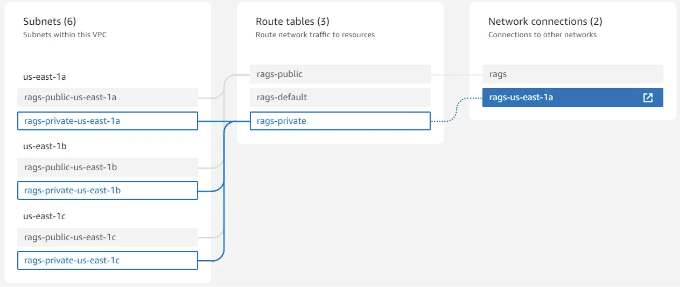 Subnets (6)
Subnets within this VPC
us-east-1a
rags-public-us-east-1a
rags-private-us-east-1a
us-east-1b
rags-public-us-east-1b
rags-private-us-east-1b
us-east-1c
rags-public-us-east-1c
rags-private-us-east-1c
Route tables (3)
Route network traffic to resources
rags-public
rags-default
rags-private
Network connections (2)
Connections to other networks
rags
rags-us-east-1a